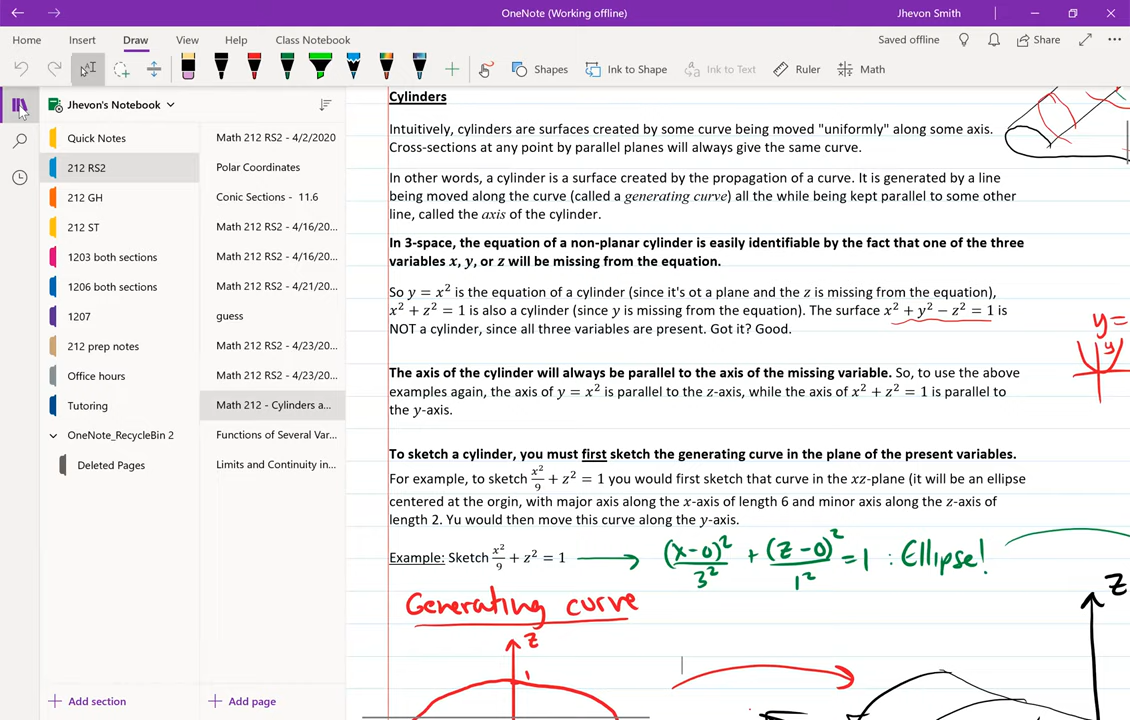 OneNote (Working offline)
Jhevon Smith
Home Insert Draw View Help Class Notebook
Saved offline
Share
Shapes
Ink to Shape
Ink to Text
Ruler
Math
Jhevon's Notebook
Quick Notes
212 RS2
212 GH
212 ST
1203 both sections
1206 both sections
1207
212 prep notes
Office hours
Tutoring
OneNote_RecycleBin 2
Deleted Pages
Add section
Math 212 RS2 - 4/2/2020
Polar Coordinates
Conic Sections - 11.6
Math 212 RS2 - 4/16/20...
Math 212 RS2 - 4/16/20...
Math 212 RS2 - 4/21/20...
guess
Math 212 RS2 - 4/23/20...
Math 212 RS2 - 4/23/20...
Math 212 - Cylinders a...
Functions of Several Var...
Limits and Continuity in...
Add page
Cylinders
Intuitively, cylinders are surfaces created by some curve being moved "uniformly" along some axis.
Cross-sections at any point by parallel planes will always give the same curve.
In other words, a cylinder is a surface created by the propagation of a curve. It is generated by a line
being moved along the curve (called a generating curve) all the while being kept parallel to some other
line, called the axis of the cylinder.
In 3-space, the equation of a non-planar cylinder is easily identifiable by the fact that one of the three
variables x, y, or z will be missing from the equation.
So y = x² is the equation of a cylinder (since it's ot a plane and the z is missing from the equation),
x² + z² = 1 is also a cylinder (since y is missing from the equation). The surface x² + y² − z² = 1 is
NOT a cylinder, since all three variables are present. Got it? Good.
y=
y
The axis of the cylinder will always be parallel to the axis of the missing variable. So, to use the above
examples again, the axis of y = x² is parallel to the z-axis, while the axis of x² + z² = 1 is parallel to
the y-axis.
To sketch a cylinder, you must first sketch the generating curve in the plane of the present variables.
For example, to sketch x²/9 + z² = 1 you would first sketch that curve in the xz-plane (it will be an ellipse
centered at the orgin, with major axis along the x-axis of length 6 and minor axis along the z-axis of
length 2. Yu would then move this curve along the y-axis.
Example: Sketch x²/9 + z² = 1 → (x-0)²/3² + (z-0)²/1² = 1 : Ellipse!
Generating curve
z
1
z